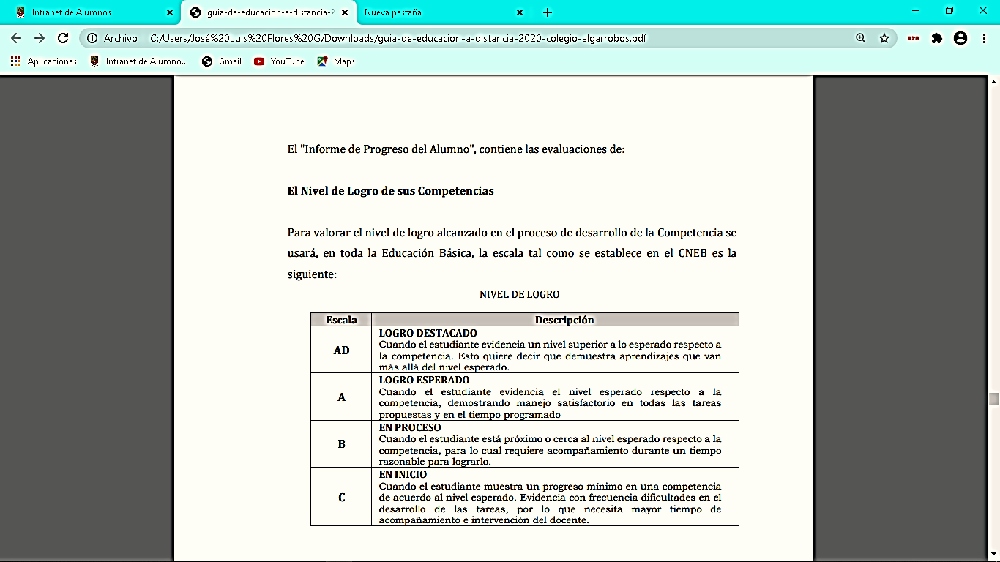 Intranet de Alumnos
guia-de-educacion-a-distancia-2
Nueva pestaña
Archivo
C:/Users/José%20Luis%20Flores%20G/Downloads/guia-de-educacion-a-distancia-2020-colegio-algarrobos.pdf
Aplicaciones
Intranet de Alumno...
Gmail
YouTube
Maps
El "Informe de Progreso del Alumno", contiene las evaluaciones de:
El Nivel de Logro de sus Competencias
Para valorar el nivel de logro alcanzado en el proceso de desarrollo de la Competencia se
usará, en toda la Educación Básica, la escala tal como se establece en el CNEB es la
siguiente:
NIVEL DE LOGRO
Escala
Descripción
AD
LOGRO DESTACADO
Cuando el estudiante evidencia un nivel superior a lo esperado respecto a
la competencia. Esto quiere decir que demuestra aprendizajes que van
más allá del nivel esperado.
A
LOGRO ESPERADO
Cuando el estudiante evidencia el nivel esperado respecto a la
competencia, demostrando manejo satisfactorio en todas las tareas
propuestas y en el tiempo programado
B
EN PROCESO
Cuando el estudiante está próximo o cerca al nivel esperado respecto a la
competencia, para lo cual requiere acompañamiento durante un tiempo
razonable para lograrlo.
C
EN INICIO
Cuando el estudiante muestra un progreso mínimo en una competencia
de acuerdo al nivel esperado. Evidencia con frecuencia dificultades en el
desarrollo de las tareas, por lo que necesita mayor tiempo de
acompañamiento e intervención del docente.